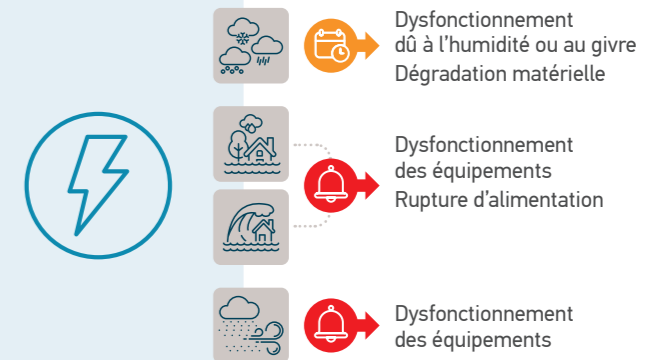 Dysfonctionnement
dû à l’humidité ou au givre
Dégradation matérielle
Dysfonctionnement
des équipements
Rupture d’alimentation
Dysfonctionnement
des équipements